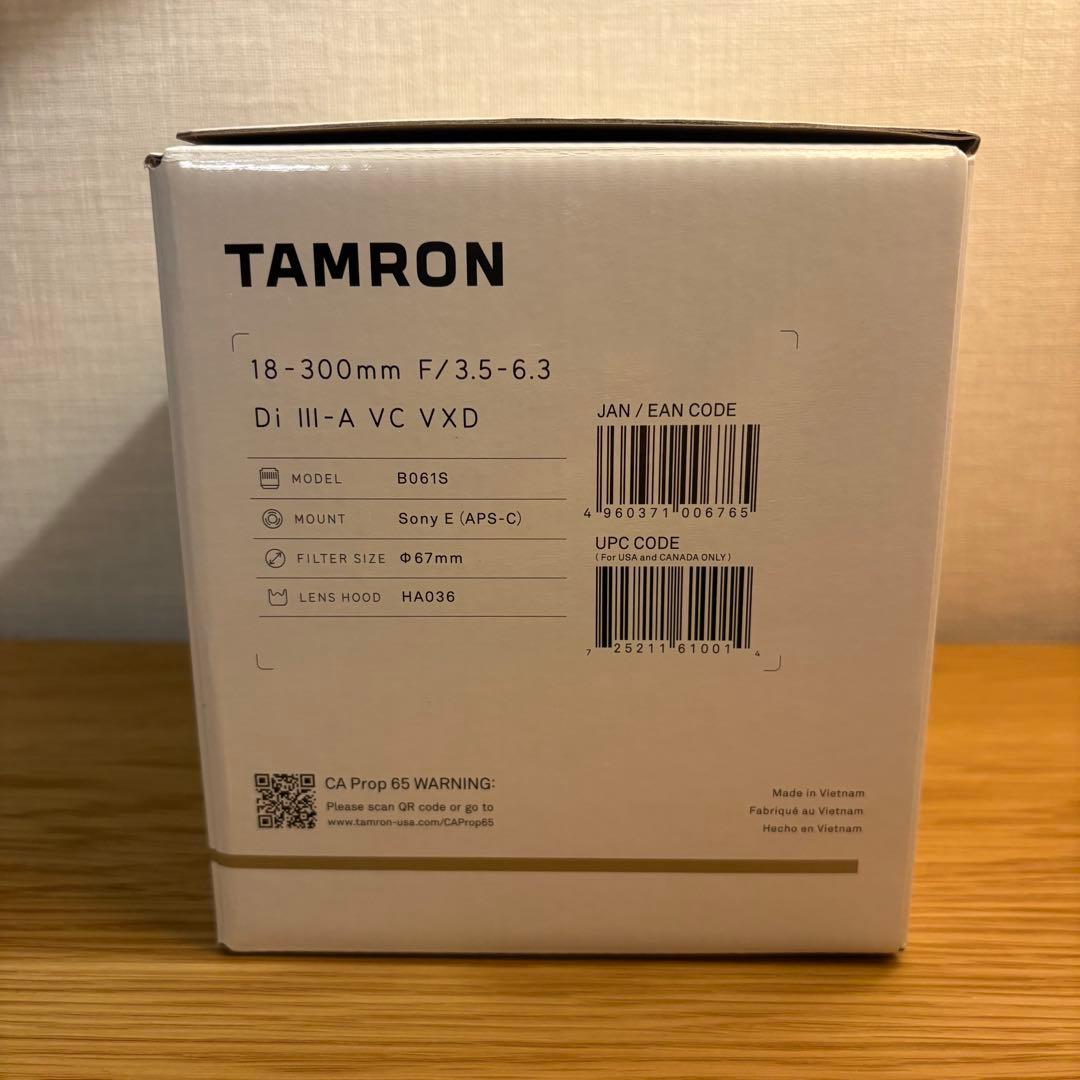 TAMRON
18-300mm F/3.5-6.3
Di III-A VC VXD
MODEL B061S
MOUNT Sony E (APS-C)
FILTER SIZE Φ67mm
LENS HOOD HA036
JAN / EAN CODE
4 960371 006765
UPC CODE
(For USA and CANADA ONLY)
7 25211 61001 4
CA Prop 65 WARNING:
Please scan QR code or go to
www.tamron-usa.com/CAProp65
Made in Vietnam
Fabriqué au Vietnam
Hecho en Vietnam